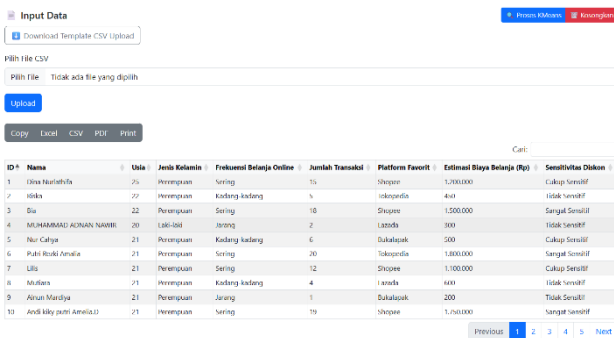 Input Data
Proses KMeans Kosongkan
Download Template CSV Upload
Pilih File CSV
Pilih File Tidak ada file yang dipilih
Upload
Copy Excel CSV PDF Print
Cari:
ID Nama Usia Jenis Kelamin Frekuensi Belanja Online Jumlah Transaksi Platform Favorit Estimasi Biaya Belanja (Rp) Sensitivitas Diskon
1 Dina Nurlathifa 25 Perempuan Sering 15 Shopee 1.200.000 Cukup Sensitif
2 Riska 22 Perempuan Kadang-kadang 5 Tokopedia 450 Tidak Sensitif
3 Bia 22 Perempuan Sering 18 Shopee 1.500.000 Sangat Sensitif
4 MUHAMMAD ADNAN NAWIR 20 Laki-laki Jarang 2 Lazada 300 Tidak Sensitif
5 Nur Cahya 21 Perempuan Kadang-kadang 6 Bukalapak 500 Cukup Sensitif
6 Putri Rizki Amalia 21 Perempuan Sering 20 Tokopedia 1.800.000 Sangat Sensitif
7 Lilis 21 Perempuan Sering 12 Shopee 1.100.000 Cukup Sensitif
8 Mutiara 21 Perempuan Kadang-kadang 4 Lazada 600 Tidak Sensitif
9 Ainun Mardiya 21 Perempuan Jarang 1 Bukalapak 200 Tidak Sensitif
10 Andi kiky putri Amelia.D 21 Perempuan Sering 19 Shopee 1.750.000 Sangat Sensitif
Previous 1 2 3 4 5 Next